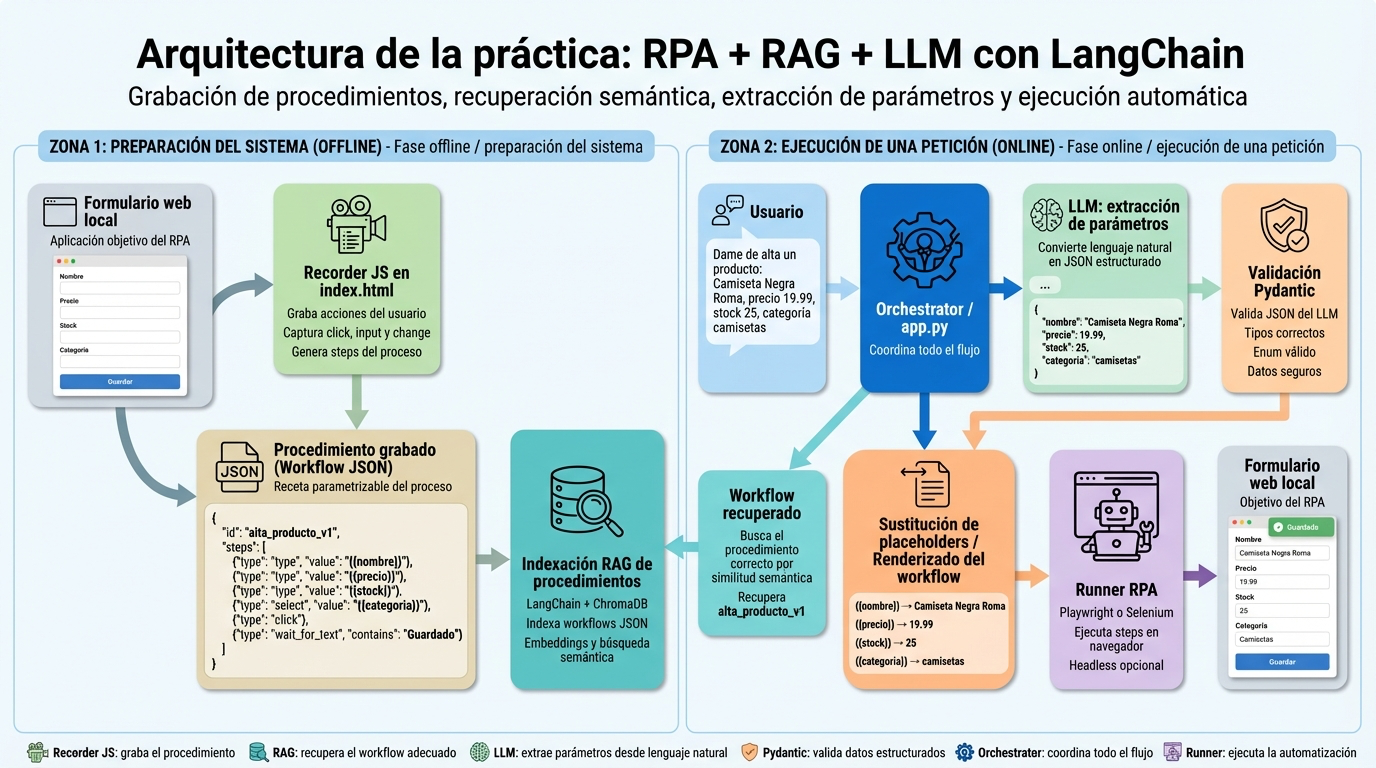 Arquitectura de la práctica: RPA + RAG + LLM con LangChain
Grabación de procedimientos, recuperación semántica, extracción de parámetros y ejecución automática
ZONA 1: PREPARACIÓN DEL SISTEMA (OFFLINE) - Fase offline / preparación del sistema
Formulario web
local
Aplicación objetivo del RPA
Nombre
Precie
Stock
Categoría
Guardar
Recorder JS en
index.html
Graba acciones del usuario
Captura click, input y change
Genera steps del proceso
JSON
Procedimiento grabado
(Workflow JSON)
Receta parametrizable del proceso
{
"id": "alta_producto_v1",
"steps": [
{"type": "type", "value": "((nombre)"),
{"type": "type", "value": "((precio)"),
{"type": "type", "value": "((stock)").
{"type": "select", "value": "((categoria)"),
{"type": "click"),
{"type": "wait_for_text", "contains": "Guardado")
]
}
Indexación RAG de
procedimientos
LangChain + ChromaDB
Indexa workflows JSON
Embeddings y búsqueda
semántica
ZONA 2: EJECUCIÓN DE UNA PETICIÓN (ONLINE) - Fase online / ejecución de una petición
Usuario
Dame de alta un
producto:
Camiseta Negra
Roma, precio 19.99,
stock 25, categoría
camisetas
Orchestrator /
app.py
Coordina todo el flujo
LLM: extracción
de parámetros
Convierte lenguaje natural
en JSON estructurado
...
{
"nombre": "Camiseta Negra Roma",
"precie": 19.99,
"stock": 25,
"categoria": "camisetas"
}
Validación
Pydantic
Valida JSON del LLM
Tipos correctos
Enum válido
Datos seguros
Workflow
recuperado
Busca el
procedimiento
correcto por
similitud semántica
Recupera
alta_producto_v1
Sustitución de
placeholders /
Renderizado del
workflow
((nombre)) → Camiseta Negra Roma
((precio)) → 19.99
((stock)) → 25
((categoria)) → camisetas
Runner RPA
Playwright o Selenium
Ejecuta steps en
navegador
Headless opcional
Formulario
web local
Objetivo del RPA
Guardado
Nombre
Camiseta Negra Roma
Precio
19.99
Stock
25
Cetegoría
Camisctas
Guardar
Recorder JS: graba el procedimiento
RAG: recupera el workflow adecuado
LLM: extrae parámetros desde lenguaje natural
Pydantic: valida datos estructurados
Orchestrater: coordina todo el flujo
Runner: ejecuta la automatización